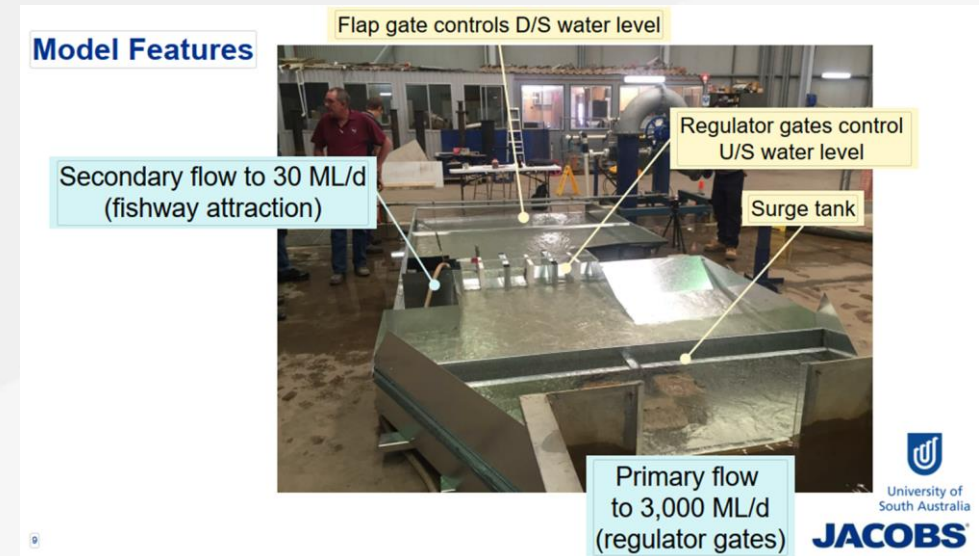 Model Features
Flap gate controls D/S water level
Regulator gates control
U/S water level
Secondary flow to 30 ML/d
(fishway attraction)
Surge tank
Primary flow
to 3,000 ML/d
(regulator gates)
University of
South Australia
JACOBS
9